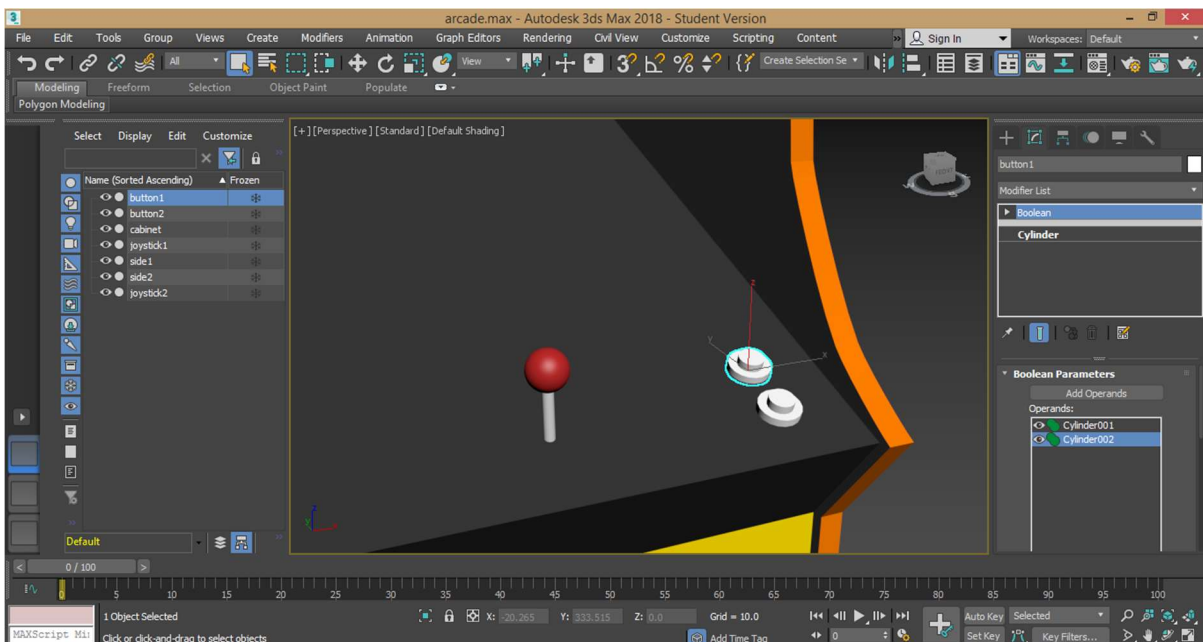 3
arcade.max - Autodesk 3ds Max 2018 - Student Version
File Edit Tools Group Views Create Modifiers Animation Graph Editors Rendering Civil View Customize Scripting Content » Sign In Workspaces: Default
All View 3 Create Selection Se
Modeling Freeform Selection Object Paint Populate
Polygon Modeling
Select Display Edit Customize
[+] [Perspective] [Standard] [Default Shading]
Name (Sorted Ascending) ▲ Frozen
button1
button2
cabinet
joystick1
side1
side2
joystick2
z
y x
z
button1
Modifier List
Boolean
Cylinder
Boolean Parameters
Add Operands
Operands:
Cylinder001
Cylinder002
Default
< 0 / 100 >
0 5 10 15 20 25 30 35 40 45 50 55 60 65 70 75 80 85 90 95 100
1 Object Selected X: -20.265 Y: 333.515 Z: 0.0 Grid = 10.0 Auto Key Selected
MAXScript Mi: Click or click-and-drag to select objects Add Time Tag 0 Set Key Key Filters...